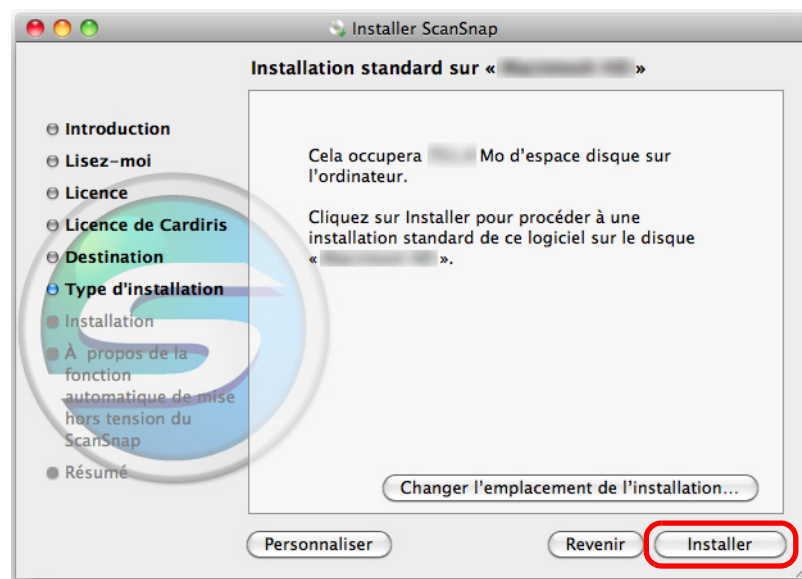 Installer ScanSnap
Installation standard sur « »
Introduction
Lisez-moi
Licence
Licence de Cardiris
Destination
Type d'installation
Installation
À propos de la
fonction
automatique de mise
hors tension du
ScanSnap
Résumé
Cela occupera Mo d'espace disque sur
l'ordinateur.
Cliquez sur Installer pour procéder à une
installation standard de ce logiciel sur le disque
« ».
Changer l'emplacement de l'installation...
Personnaliser
Revenir
Installer